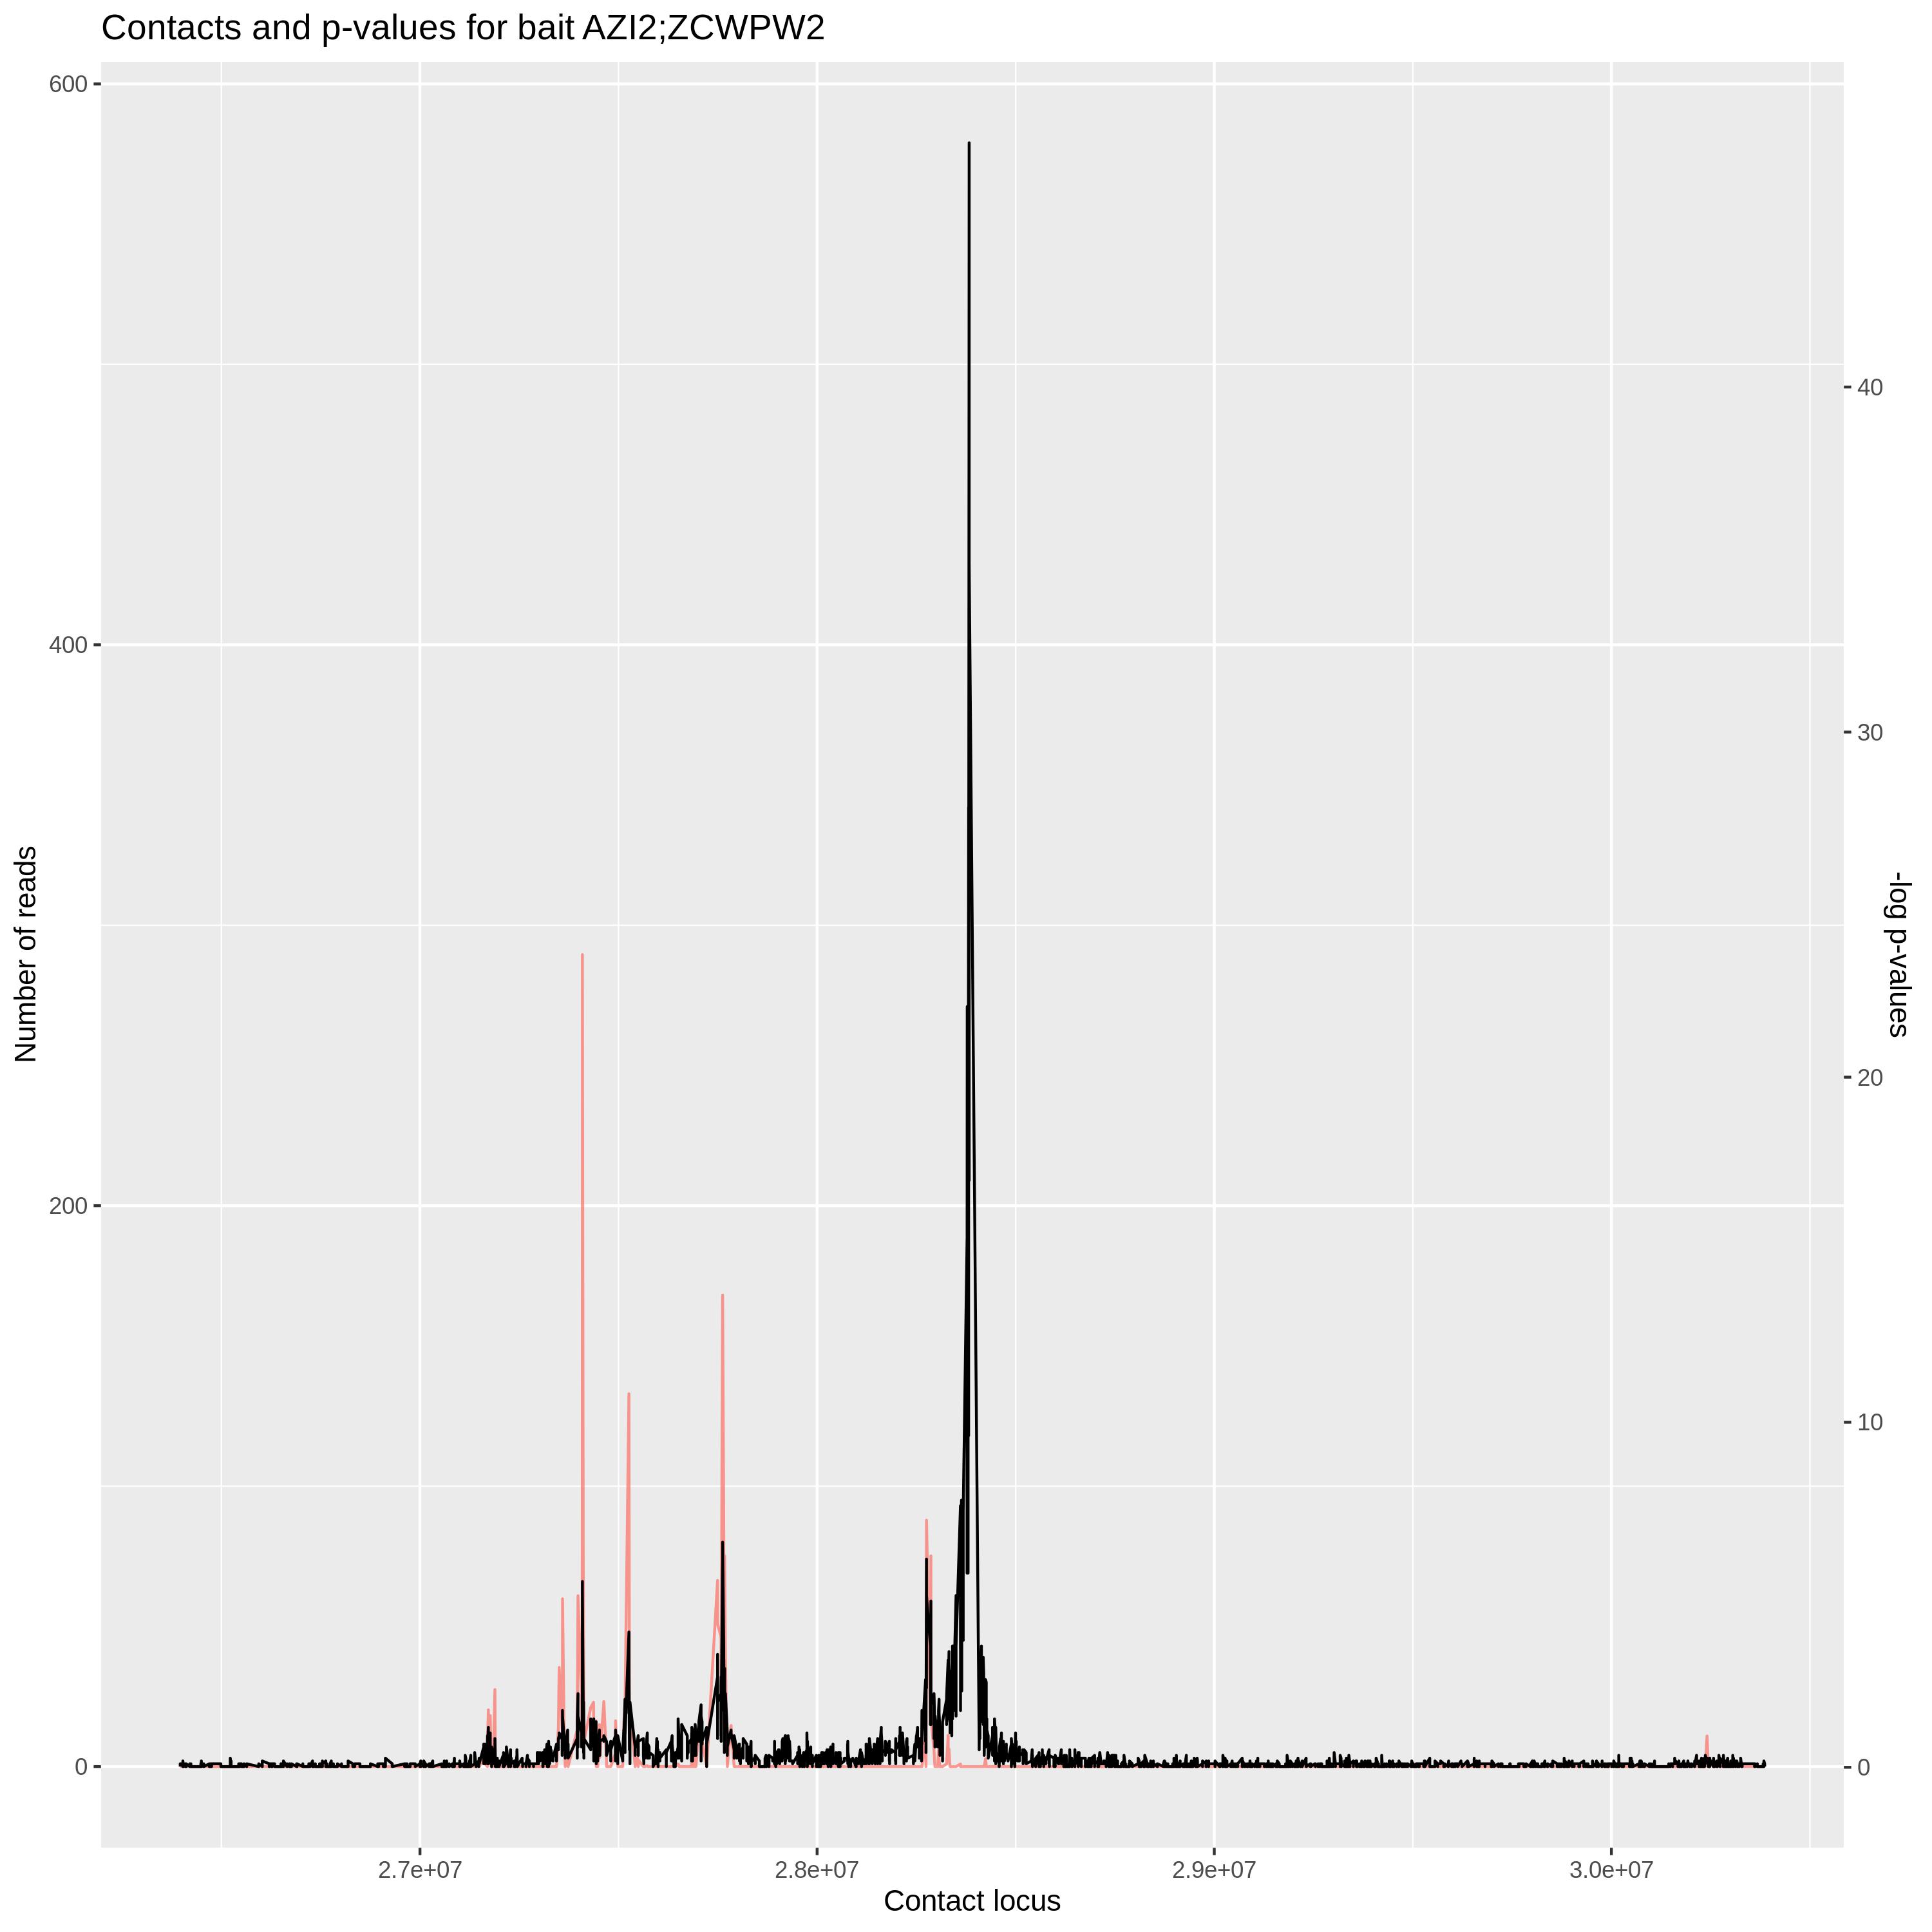 Contacts and p-values for bait AZI2;ZCWPW2
600
400
200
0
Number of reads
40
30
20
10
0
-log p-values
2.7e+07
2.8e+07
2.9e+07
3.0e+07
Contact locus